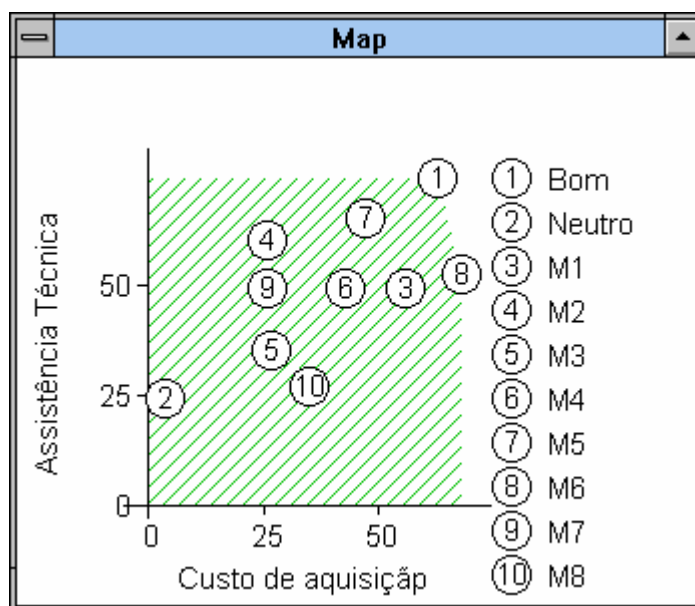 Map
Assistência Técnica
50
25
0
0 25 50
Custo de aquisiçãp
1 4 7 9 6 3 8 5 10 2
1 Bom
2 Neutro
3 M1
4 M2
5 M3
6 M4
7 M5
8 M6
9 M7
10 M8